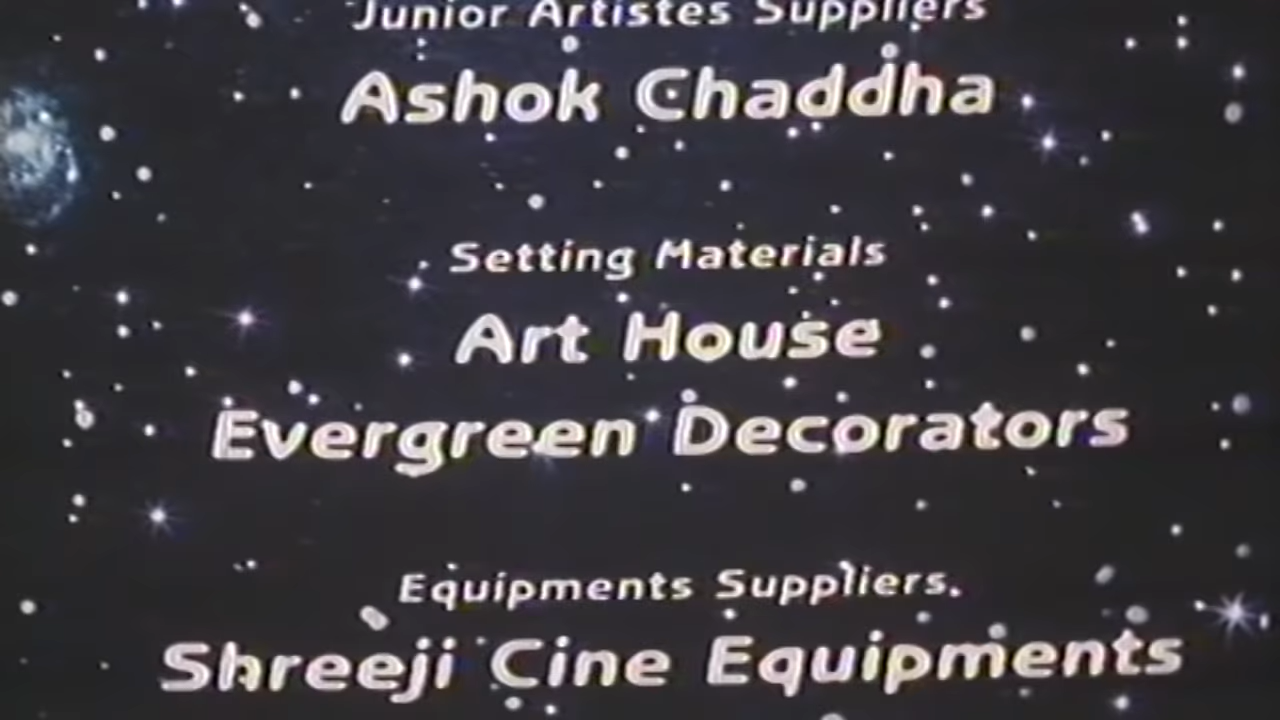 Junior Artistes Suppliers
Ashok Chaddha
Setting Materials
Art House
Evergreen Decorators
Equipments Suppliers.
Shreeji Cine Equipments